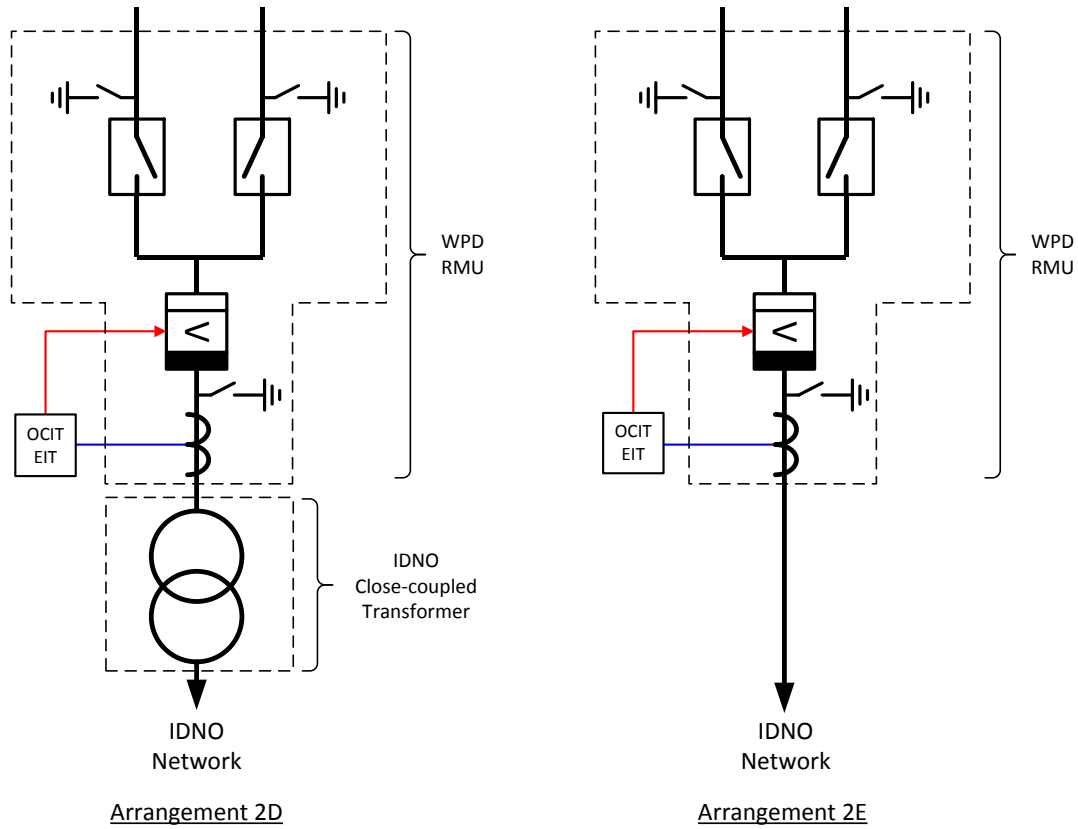 WPD
RMU
OCIT
EIT
IDNO
Close-coupled
Transformer
IDNO
Network
Arrangement 2D
WPD
RMU
OCIT
EIT
IDNO
Network
Arrangement 2E